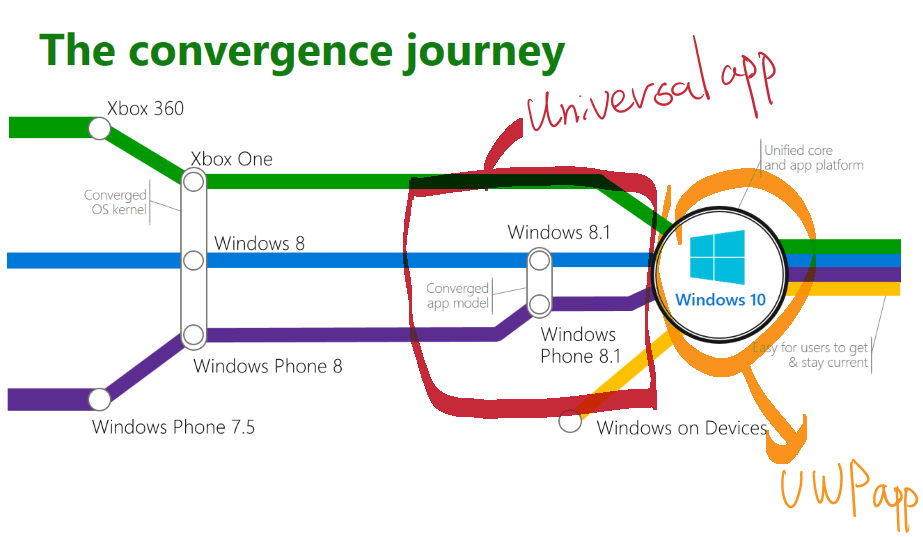 The convergence journey
Universal app
Xbox 360
Unified core
and app platform
Xbox One
Converged
OS kernel
Windows 8
Windows 8.1
Converged
app model
Windows 10
Windows
Phone 8.1
Easy for users to get
& stay current
Windows Phone 8
Windows Phone 7.5
Windows on Devices
UWP app